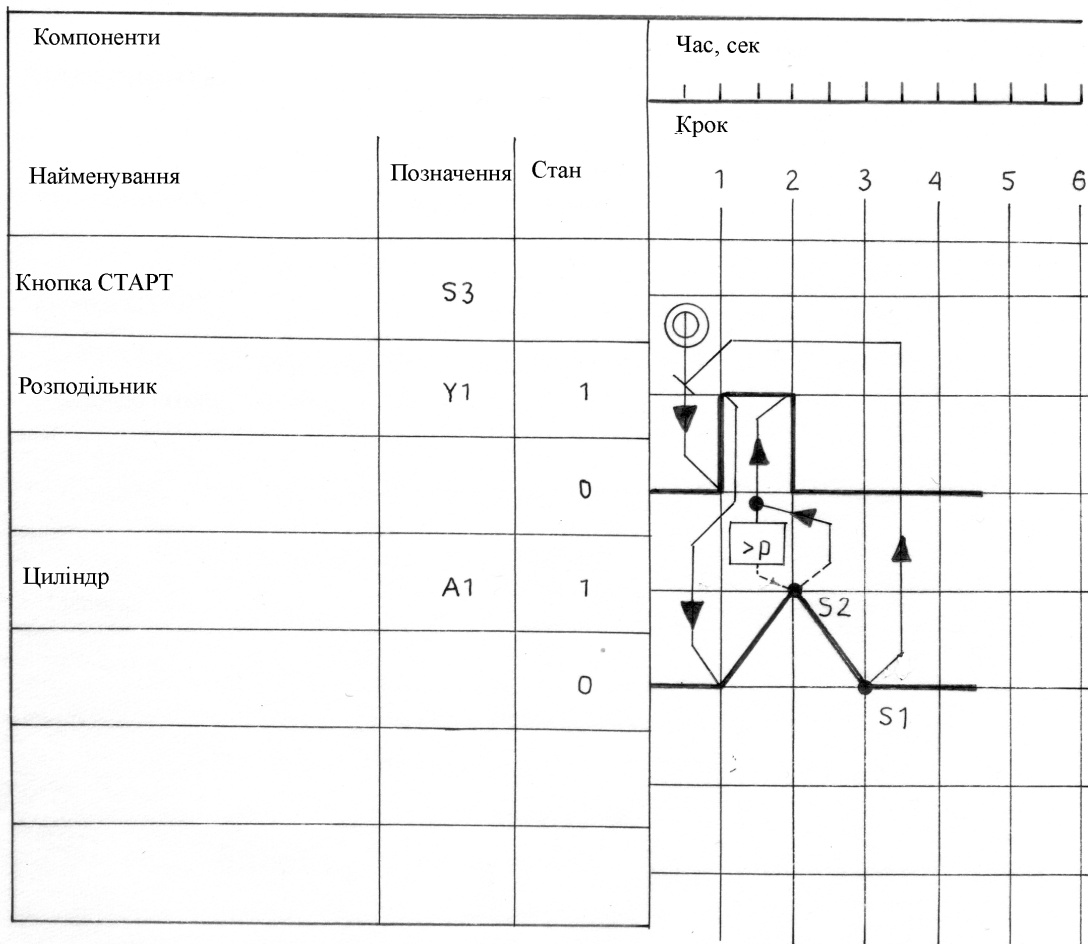 Компоненти
Час, сек
Крок
Найменування
Позначення
Стан
1 2 3 4 5 6
Кнопка СТАРТ
S3
Розподільник
Y1
1
0
>p
Циліндр
A1
1
S2
0
S1